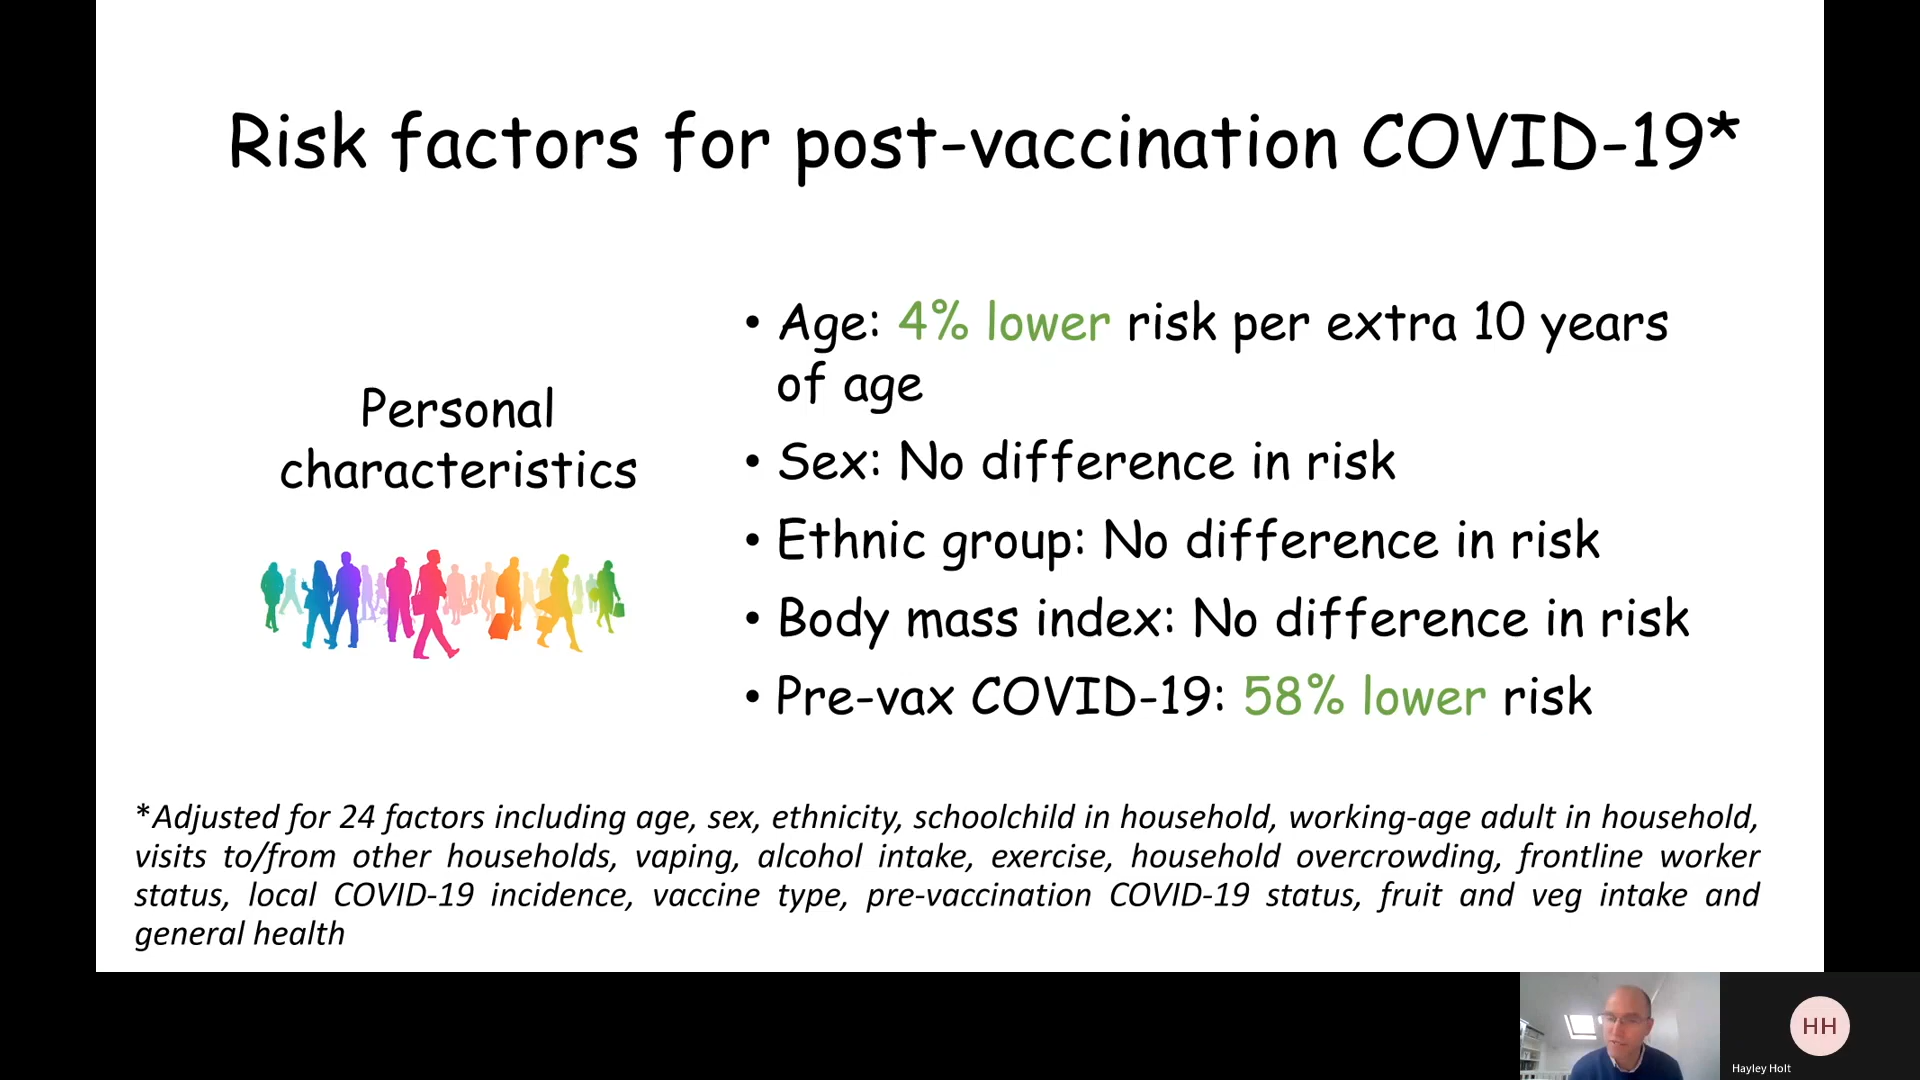 Risk factors for post-vaccination COVID-19*
Personal
characteristics
• Age: 4% lower risk per extra 10 years
of age
• Sex: No difference in risk
• Ethnic group: No difference in risk
• Body mass index: No difference in risk
• Pre-vax COVID-19: 58% lower risk
*Adjusted for 24 factors including age, sex, ethnicity, schoolchild in household, working-age adult in household,
visits to/from other households, vaping, alcohol intake, exercise, household overcrowding, frontline worker
status, local COVID-19 incidence, vaccine type, pre-vaccination COVID-19 status, fruit and veg intake and
general health
HH
Hayley Holt